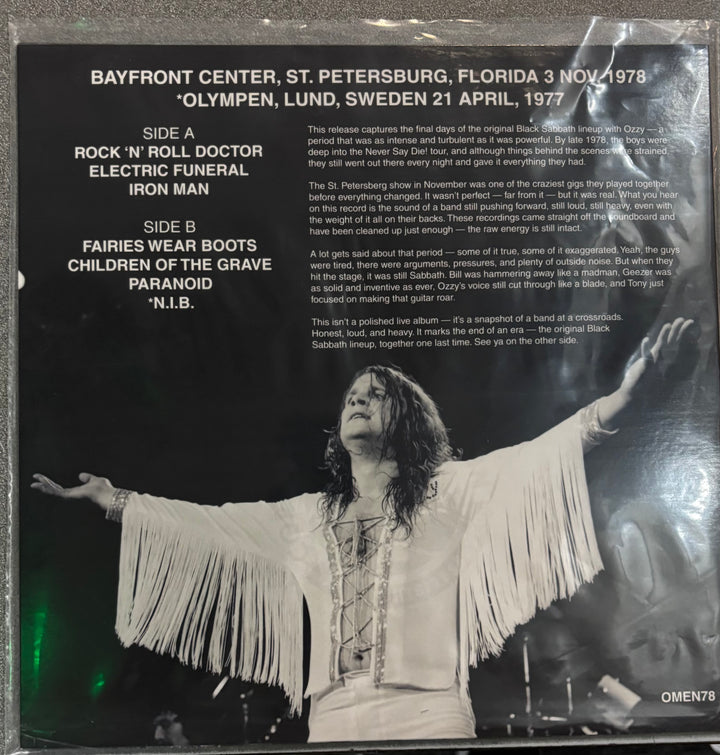 BAYFRONT CENTER, ST. PETERSBURG, FLORIDA 3 NOV, 1978
*OLYMPEN, LUND, SWEDEN 21 APRIL, 1977
SIDE A
ROCK ‘N’ ROLL DOCTOR
ELECTRIC FUNERAL
IRON MAN
SIDE B
FAIRIES WEAR BOOTS
CHILDREN OF THE GRAVE
PARANOID
*N.I.B.
This release captures the final days of the original Black Sabbath lineup with Ozzy — a
period that was as intense and turbulent as it was powerful. By late 1978, the boys were
deep into the Never Say Die! tour, and although things behind the scenes were strained,
they still went out there every night and gave it everything they had.
The St. Petersberg show in November was one of the craziest gigs they played together
before everything changed. It wasn't perfect — far from it — but it was real. What you hear
on this record is the sound of a band still pushing forward, still loud, still heavy, even with
the weight of it all on their backs. These recordings came straight off the soundboard and
have been cleaned up just enough — the raw energy is still intact.
A lot gets said about that period — some of it true, some of it exaggerated. Yeah, the guys
were tired, there were arguments, pressures, and plenty of outside noise. But when they
hit the stage, it was still Sabbath. Bill was hammering away like a madman, Geezer was
as solid and inventive as ever, Ozzy's voice still cut through like a blade, and Tony just
focused on making that guitar roar.
This isn't a polished live album — it's a snapshot of a band at a crossroads.
Honest, loud, and heavy. It marks the end of an era — the original Black
Sabbath lineup, together one last time. See ya on the other side.
OMEN78